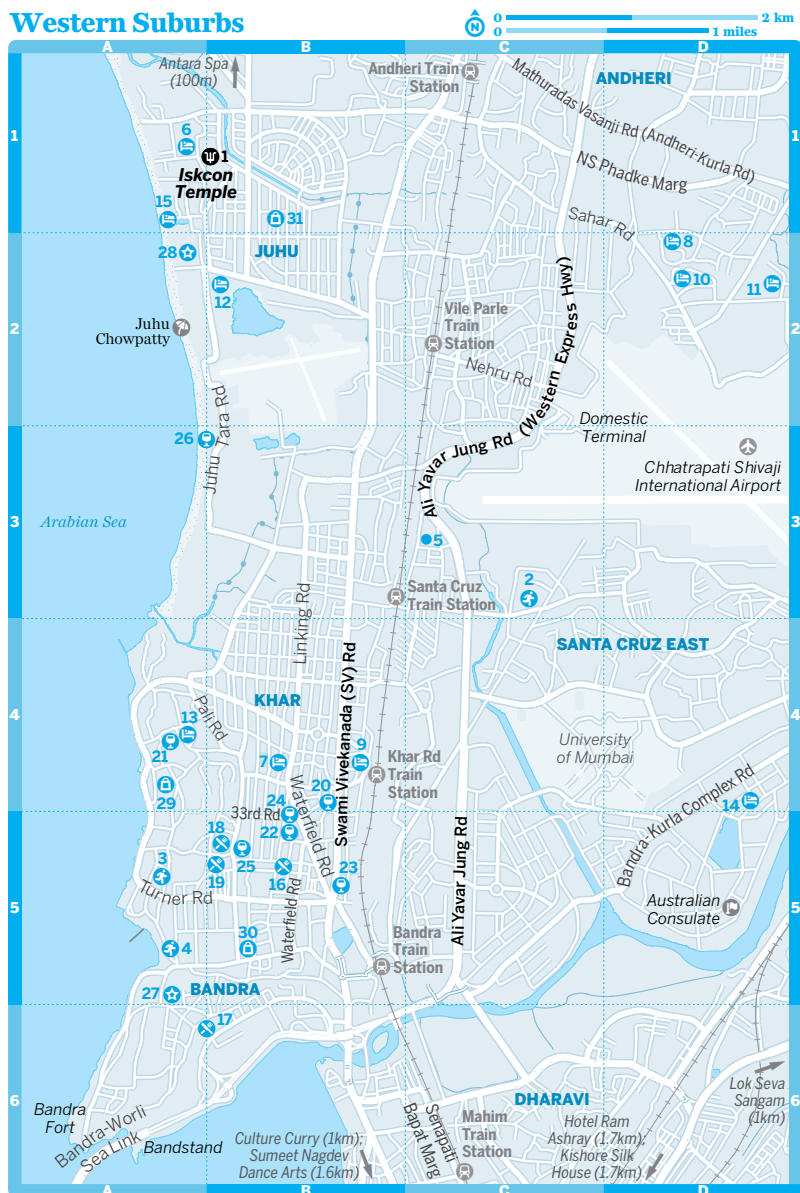 Western Suburbs
N
0 2 km
0 1 miles
A B C D
Antara Spa
(100m)
Andheri Train
Station
ANDHERI
Mathuradas Vasanji Rd (Andheri-Kurla Rd)
1
1
6
1
Iskcon
Temple
NS Phadke Marg
15
31
Sahar Rd
8
28
JUHU
10
11
12
2
2
Juhu
Chowpatty
Vile Parle
Train
Station
Nehru Rd
Ali Yavar Jung Rd (Western Express Hwy)
Juhu Tara Rd
26
Domestic
Terminal
Chhatrapati Shivaji
International Airport
3
3
Arabian Sea
5
2
Santa Cruz
Train Station
Linking Rd
SANTA CRUZ EAST
Swami Vivekanada (SV) Rd
4
4
KHAR
Pali Rd
13
21
7
9
Khar Rd
Train
Station
University
of Mumbai
29
24
20
33rd Rd
22
Waterfield Rd
14
Bandra-Kurla Complex Rd
18
25
3
19
16
23
Turner Rd
Waterfield Rd
Ali Yavar Jung Rd
Australian
Consulate
5
5
4
30
Bandra
Train
Station
27
BANDRA
17
6
6
Bandra
Fort
Bandra-Worli
Sea Link
Bandstand
Culture Curry (1km);
Sumeet Nagdev
Dance Arts (1.6km)
Senapati
Bapat Marg
Mahim
Train
Station
DHARAVI
Hotel Ram
Ashray (1.7km);
Kishore Silk
House (1.7km)
Lok Seva
Sangam
(1km)
A B C D